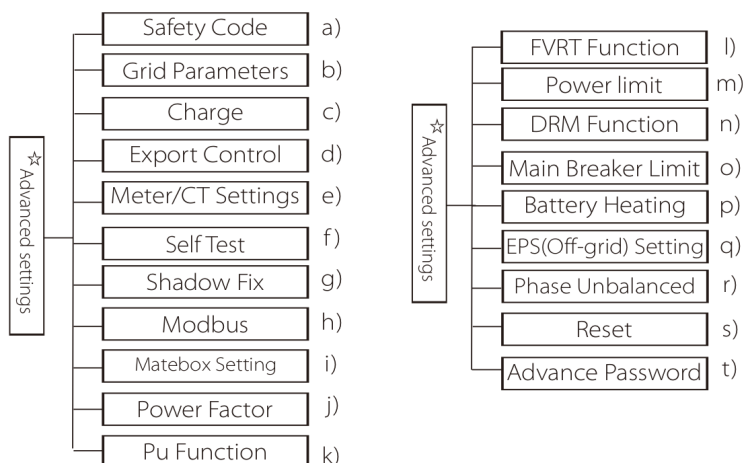 ☆ Advanced settings
Safety Code a)
Grid Parameters b)
Charge c)
Export Control d)
Meter/CT Settings e)
Self Test f)
Shadow Fix g)
Modbus h)
Matebox Setting i)
Power Factor j)
Pu Function k)
☆ Advanced settings
FVRT Function l)
Power limit m)
DRM Function n)
Main Breaker Limit o)
Battery Heating p)
EPS(Off-grid) Setting q)
Phase Unbalanced r)
Reset s)
Advance Password t)